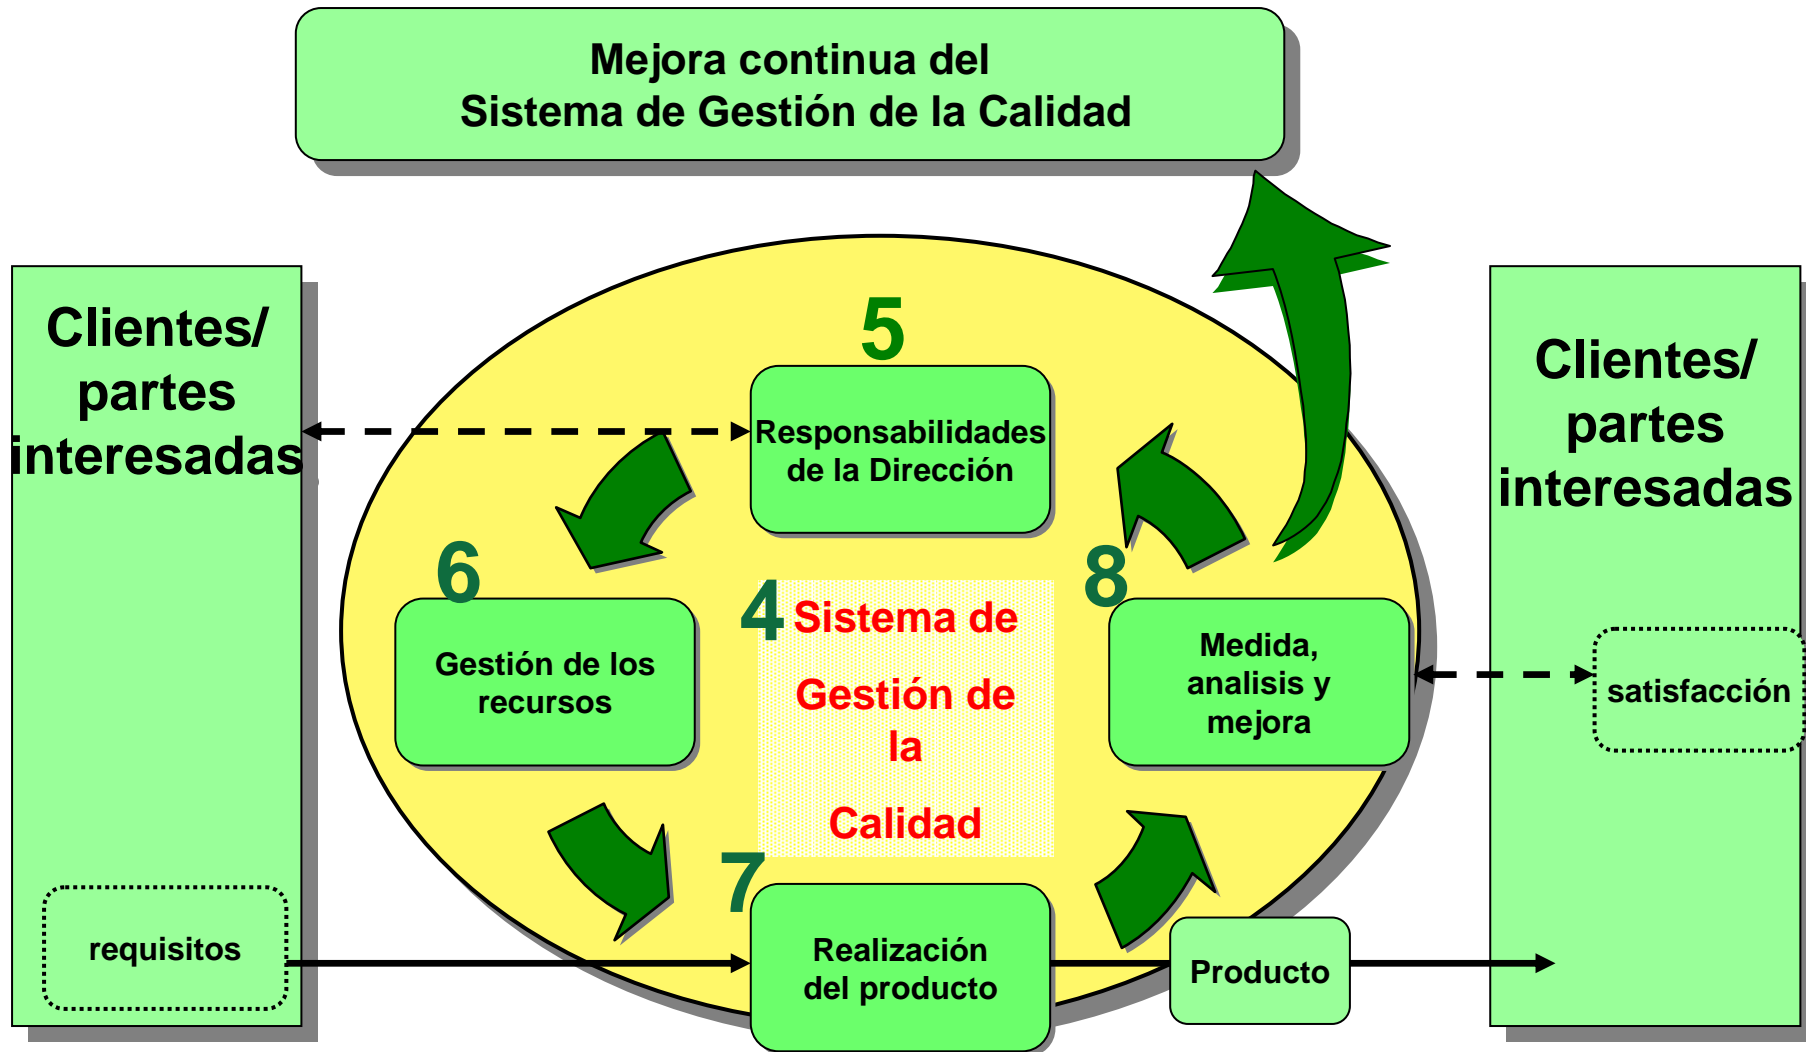 Mejora continua del
Sistema de Gestión de la Calidad
Clientes/
partes
interesadas
requisitos
5
Responsabilidades
de la Dirección
6
Gestión de los
recursos
4
Sistema de
Gestión de
la
Calidad
8
Medida,
analisis y
mejora
7
Realización
del producto
Producto
Clientes/
partes
interesadas
satisfacción